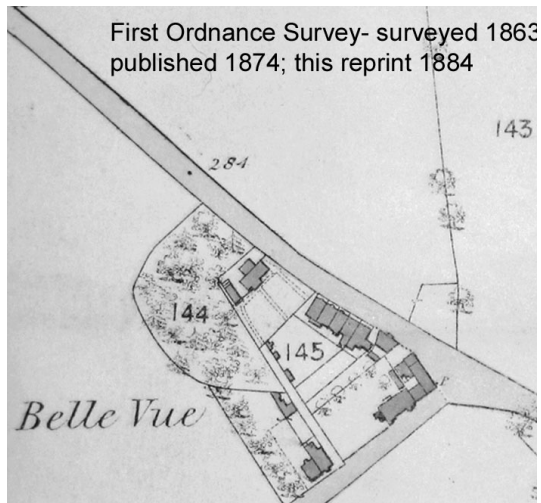 First Ordnance Survey- surveyed 1863
published 1874; this reprint 1884
143
284
144
145
Belle Vue
P